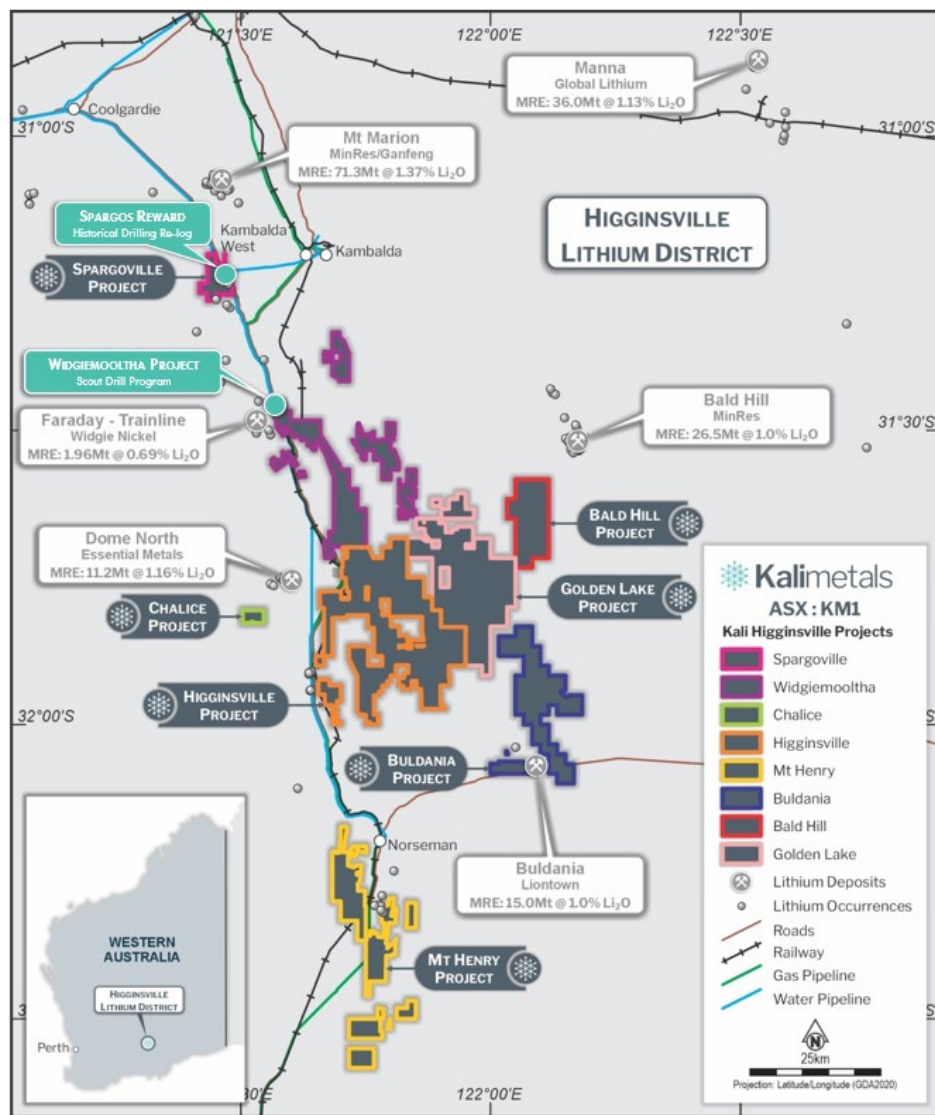 121°30'E
122°00'E
122°30'E
Manna
Global Lithium
MRE: 36.0Mt @ 1.13% Li₂O
Coolgardie
31°00'S
31°00'S
Mt Marion
MinRes/Ganfeng
MRE: 71.3Mt @ 1.37% Li₂O
HIGGINSVILLE
LITHIUM DISTRICT
SPARGOS REWARD
Historical Drilling Re-log
Kambalda
West
Kambalda
SPARGOVILLE
PROJECT
WIDGIEMOOLTHA PROJECT
Scout Drill Program
Faraday - Trainline
Widgie Nickel
MRE: 1.96Mt @ 0.69% Li₂O
Bald Hill
MinRes
MRE: 26.5Mt @ 1.0% Li₂O
31°30'S
BALD HILL
PROJECT
Dome North
Essential Metals
MRE: 11.2Mt @ 1.16% Li₂O
GOLDEN LAKE
PROJECT
CHALICE
PROJECT
HIGGINSVILLE
PROJECT
32°00'S
BULDANIA
PROJECT
Norseman
Buldania
Liontown
MRE: 15.0Mt @ 1.0% Li₂O
MT HENRY
PROJECT
122°00'E
Kalimetals
ASX : KM1
Kali Higginsville Projects
Spargoville
Widgiemooltha
Chalice
Higginsville
Mt Henry
Buldania
Bald Hill
Golden Lake
Lithium Deposits
Lithium Occurrences
Roads
Railway
Gas Pipeline
Water Pipeline
N
25km
Projection: Latitude/Longitude (GDA2020)
WESTERN
AUSTRALIA
HIGGINSVILLE
LITHIUM DISTRICT
Perth